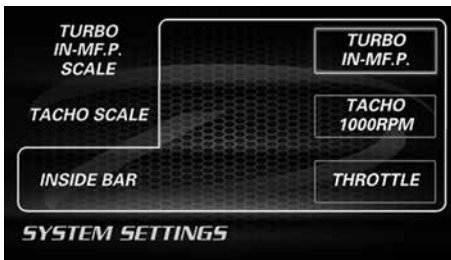 TURBO
IN-MF.P.
SCALE
TURBO
IN-MF.P.
TACHO SCALE
TACHO
1000RPM
INSIDE BAR
THROTTLE
SYSTEM SETTINGS